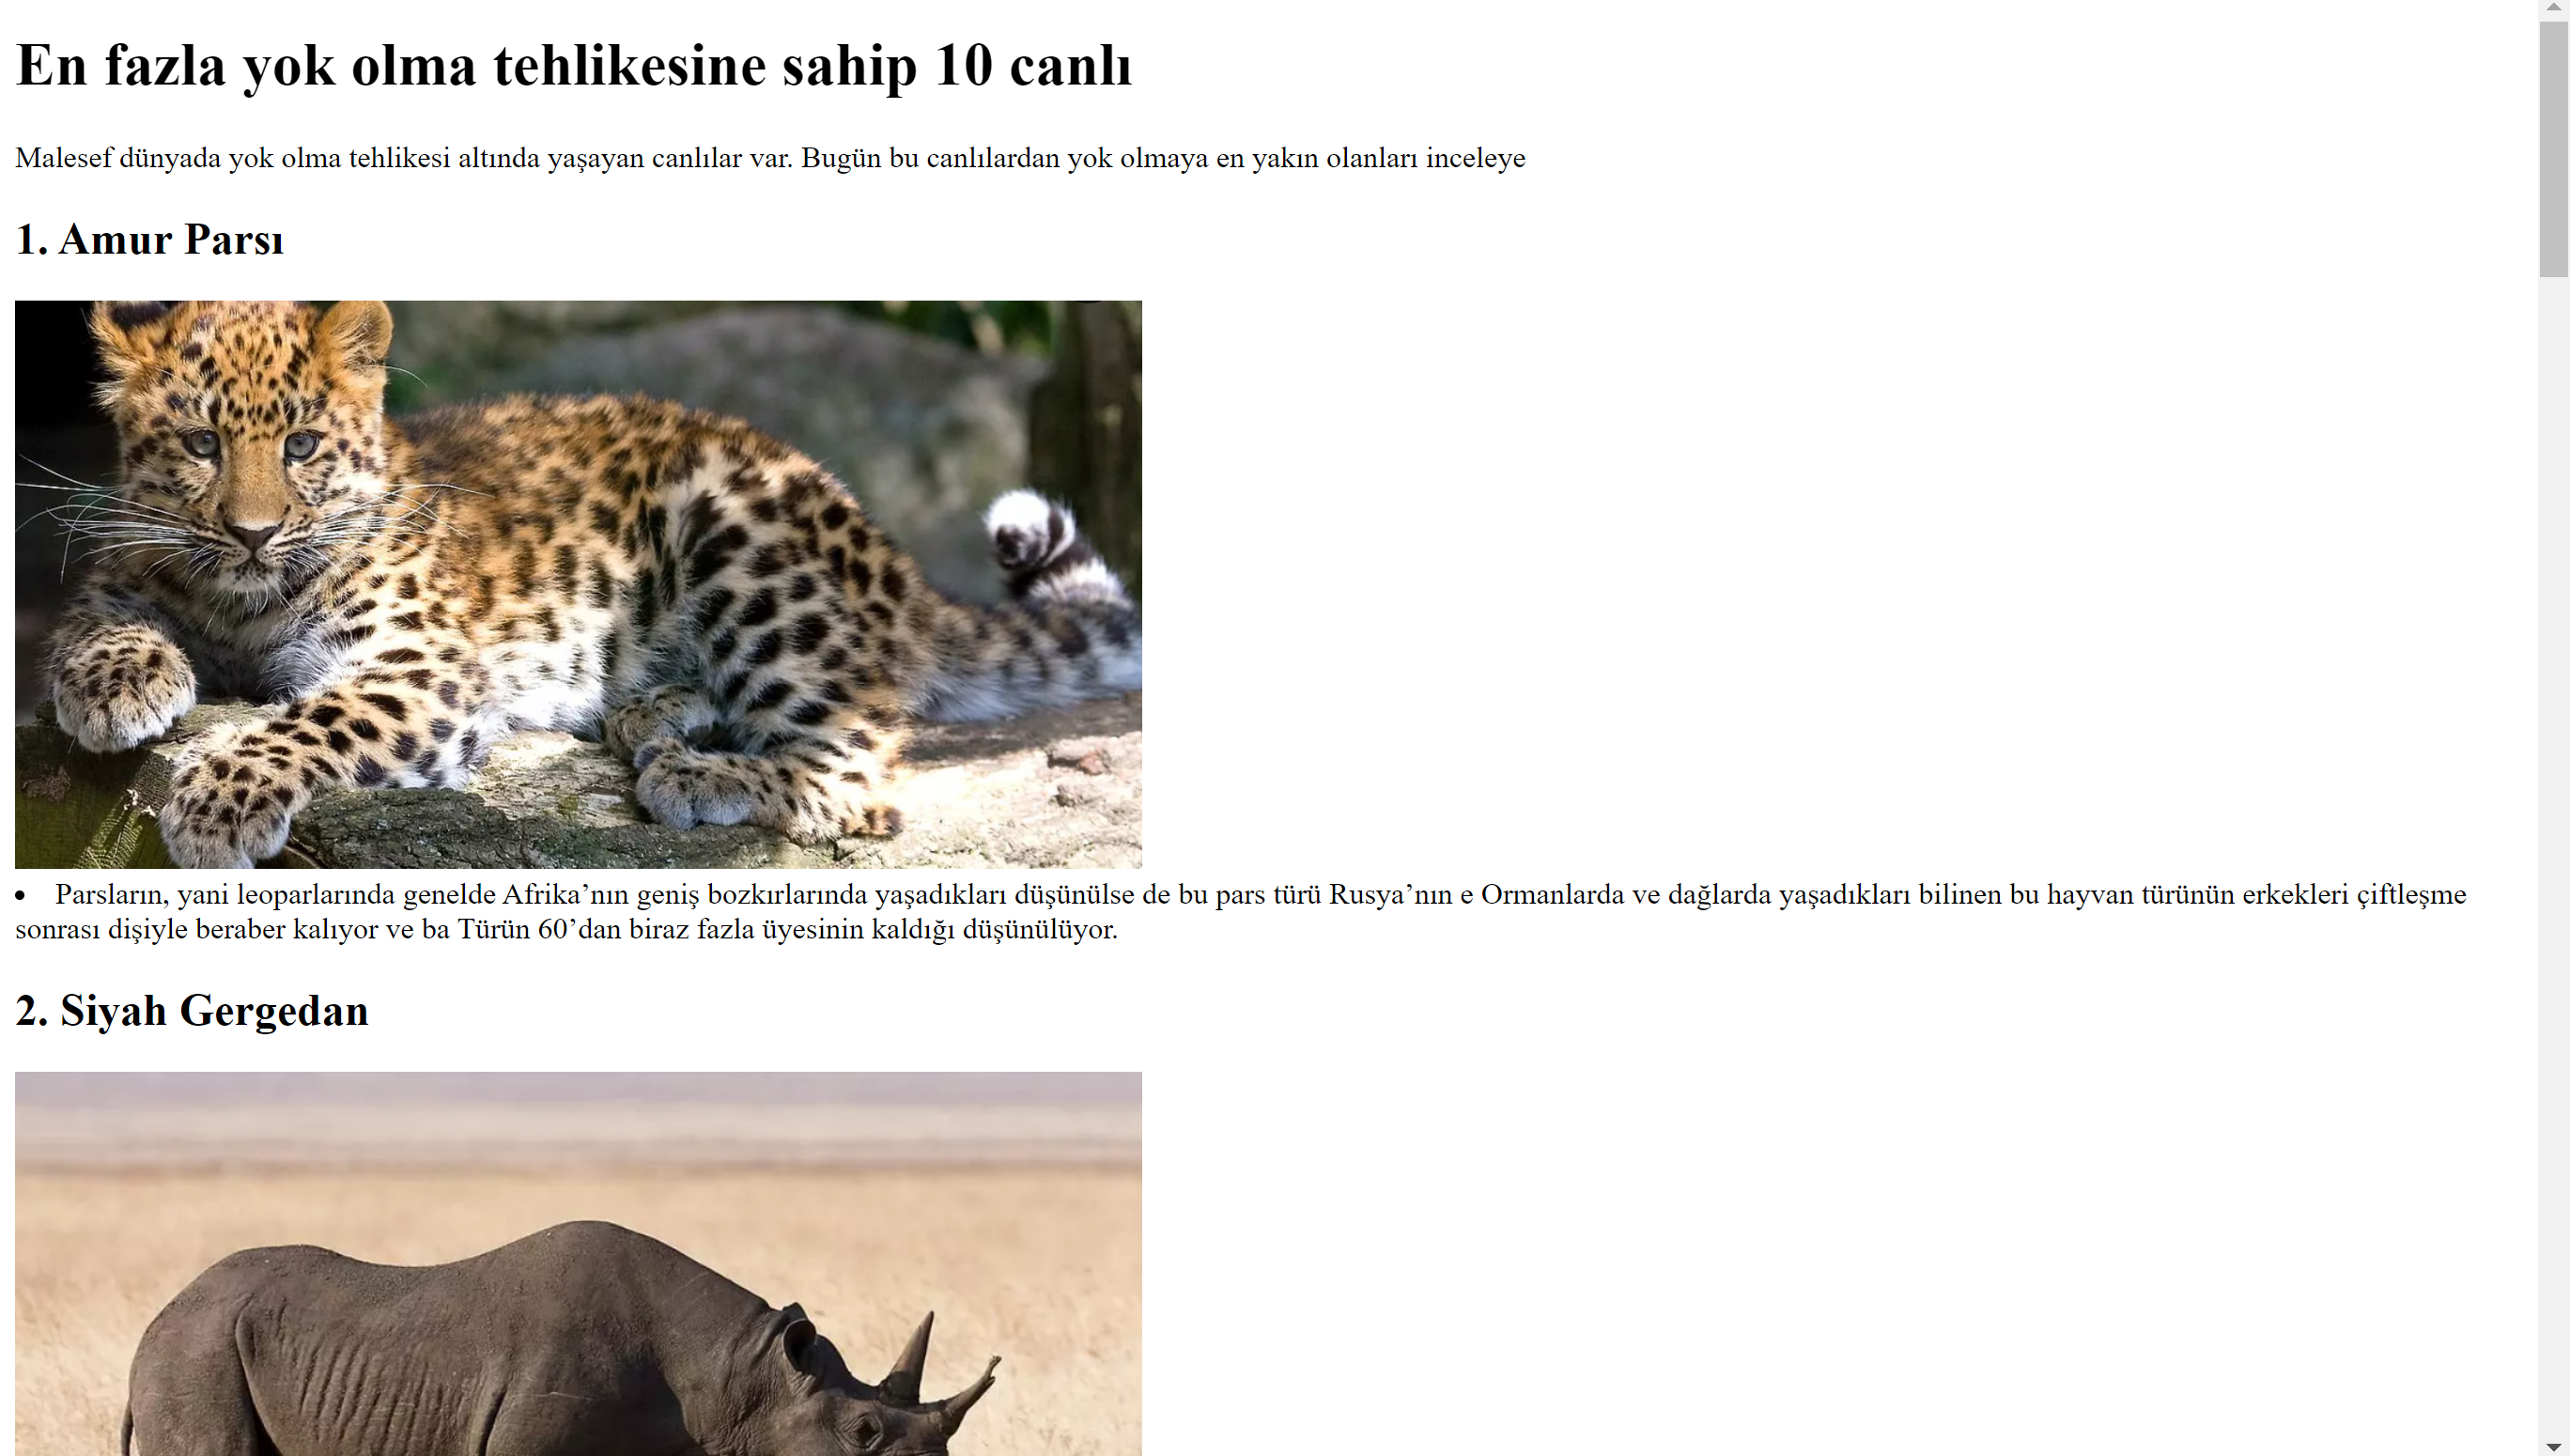 En fazla yok olma tehlikesine sahip 10 canlı
Malesef dünyada yok olma tehlikesi altında yaşayan canlılar var. Bugün bu canlılardan yok olmaya en yakın olanları inceleye
1. Amur Parsı
• Parsların, yani leoparlarında genelde Afrika’nın geniş bozkırlarında yaşadıkları düşünülse de bu pars türü Rusya’nın e Ormanlarda ve dağlarda yaşadıkları bilinen bu hayvan türünün erkekleri çiftleşme
sonrası dişiyle beraber kalıyor ve ba Türün 60’dan biraz fazla üyesinin kaldığı düşünülüyor.
2. Siyah Gergedan